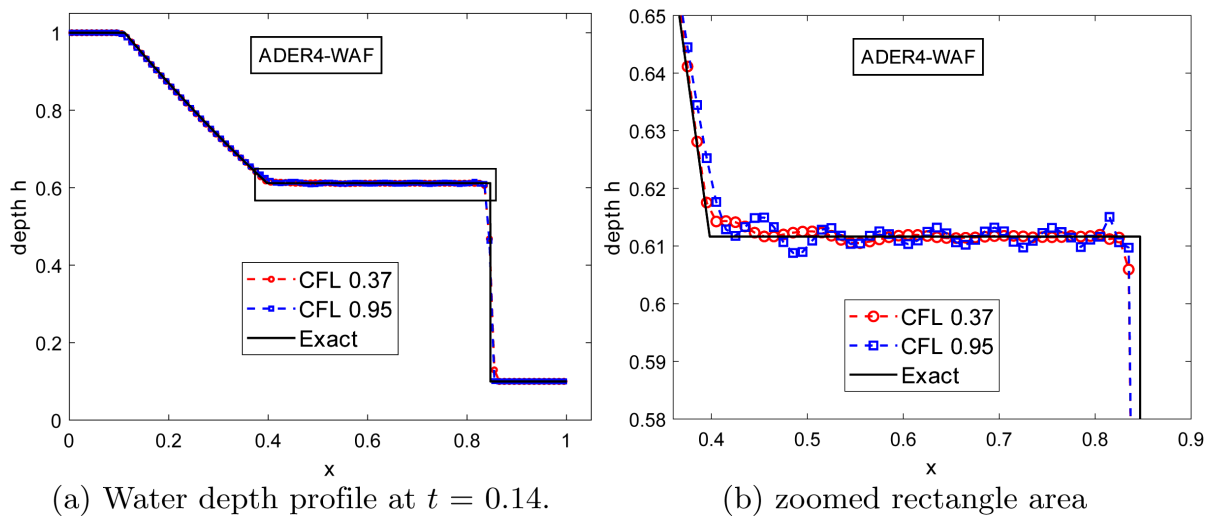 ADER4-WAF
1
0.8
0.6
0.4
0.2
0
depth h
CFL 0.37
CFL 0.95
Exact
0 0.2 0.4 0.6 0.8 1
x
(a) Water depth profile at t = 0.14.
ADER4-WAF
0.65
0.64
0.63
0.62
0.61
0.6
0.59
0.58
depth h
CFL 0.37
CFL 0.95
Exact
0.4 0.5 0.6 0.7 0.8 0.9
x
(b) zoomed rectangle area